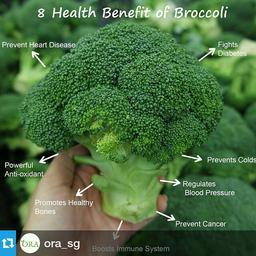 8 Health Benefit of Broccoli
Prevent Heart Disease
Fights
Diabetes
Powerful
Anti-oxidant
Prevents Colds
Regulates
Blood Pressure
Promotes Healthy
Bones
Prevent Cancer
ORA
ora_sg
Boosts Immune System